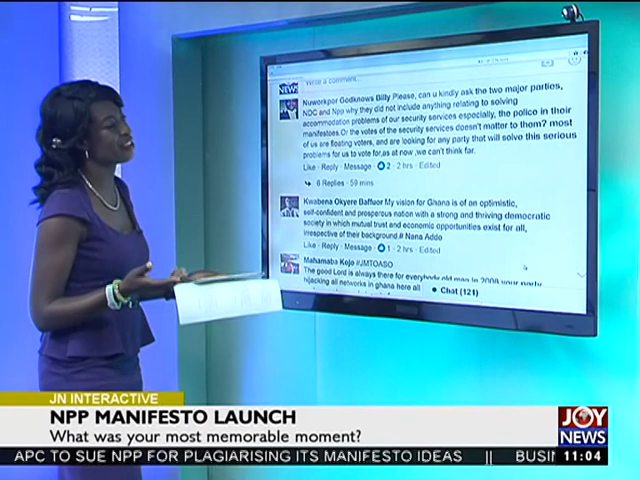 Write a comment...
NEWS
Nuworkpor Godknows Billy Please, can u kindly ask the two major parties,
NDC and Npp why they did not include anything relating to solving
accommodation problems of our security services especially, the police in their
manifestoes.Or the votes of the security services doesn't matter to them? most
of us are floating voters, and are looking for any party that will solve this serious
problems for us to vote for,as at now ,we can't think far.
Like · Reply · Message · 2 · 2 hrs · Edited
6 Replies · 59 mins
Kwabena Okyere Baffuor My vision for Ghana is of an optimistic,
self-confident and prosperous nation with a strong and thriving democratic
society in which mutual trust and economic opportunities exist for all,
irrespective of their background.# Nana Addo
Like · Reply · Message · 1 · 2 hrs · Edited
Mahamaba Kojo #JMTOASO
The good Lord is always there for everybody old man in 2008 your party
hijacking all networks in ghana here all
Chat (121)
JN INTERACTIVE
NPP MANIFESTO LAUNCH
What was your most memorable moment?
JOY
NEWS
APC TO SUE NPP FOR PLAGIARISING ITS MANIFESTO IDEAS || BUSI
11:04